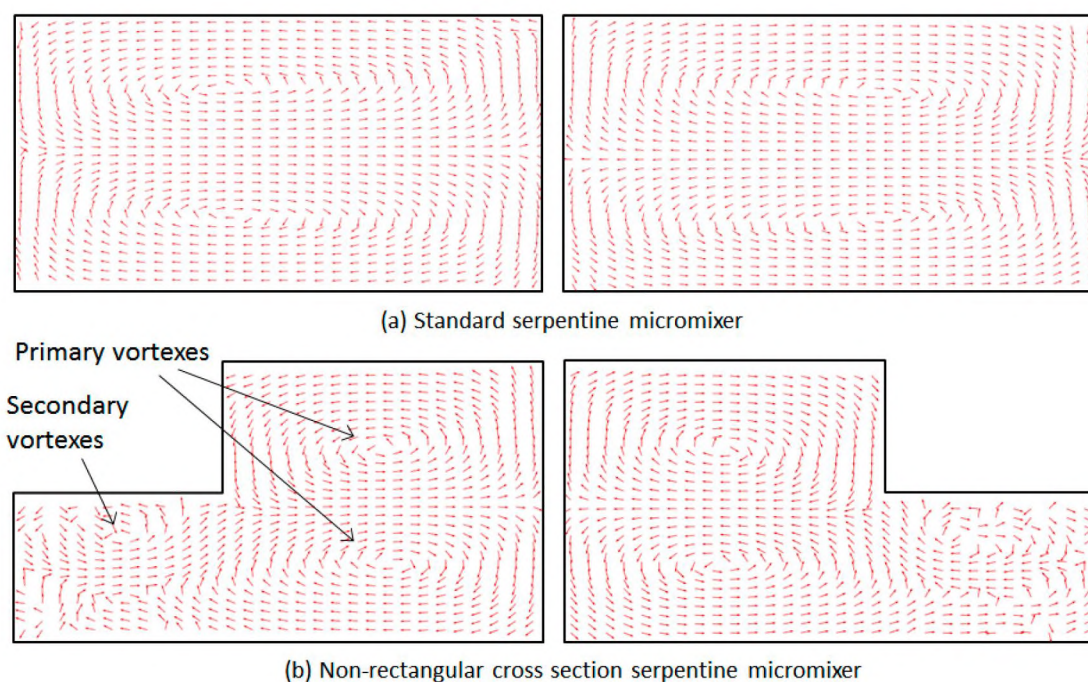 (a) Standard serpentine micromixer
Primary vortexes
Secondary
vortexes
(b) Non-rectangular cross section serpentine micromixer